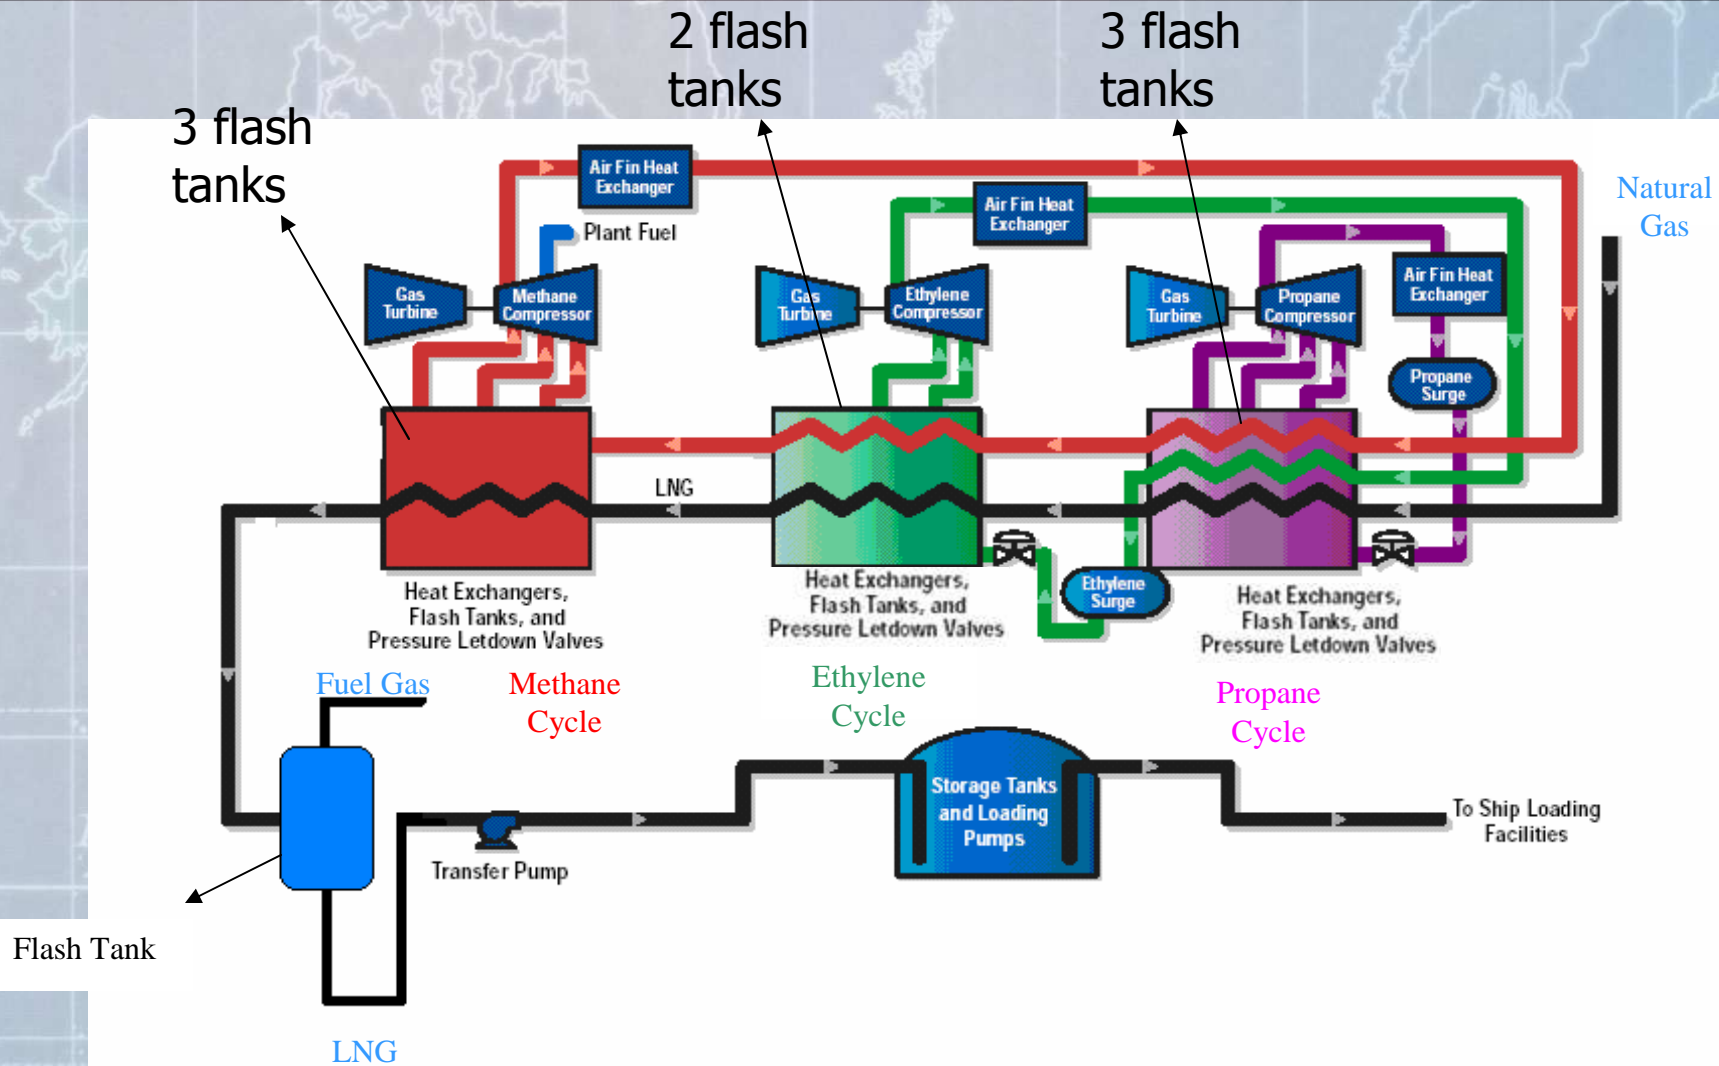 2 flash
tanks
3 flash
tanks
3 flash
tanks
Air Fin Heat
Exchanger
Natural
Gas
Air Fin Heat
Exchanger
Plant Fuel
Air Fin Heat
Exchanger
Gas
Turbine
Methane
Compressor
Gas
Turbine
Ethylene
Compressor
Gas
Turbine
Propane
Compressor
Propane
Surge
LNG
Heat Exchangers,
Flash Tanks, and
Pressure Letdown Valves
Heat Exchangers,
Flash Tanks, and
Pressure Letdown Valves
Ethylene
Surge
Heat Exchangers,
Flash Tanks, and
Pressure Letdown Valves
Fuel Gas
Methane
Cycle
Ethylene
Cycle
Propane
Cycle
Storage Tanks
and Loading
Pumps
To Ship Loading
Facilities
Transfer Pump
Flash Tank
LNG